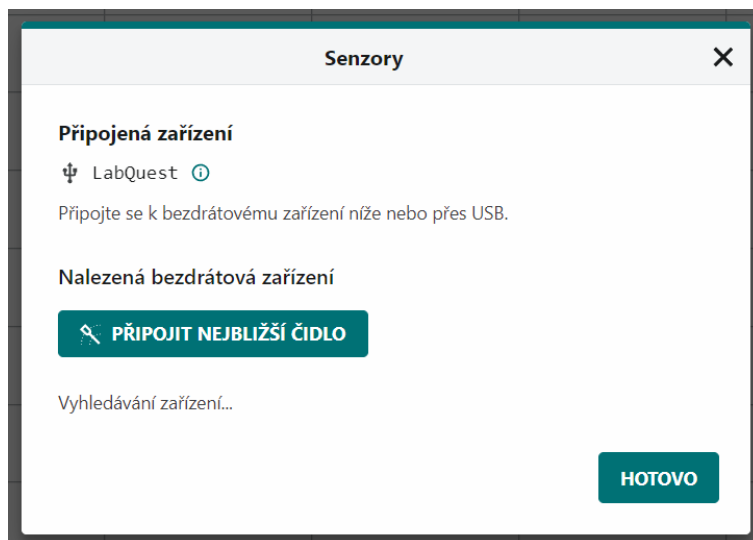 Senzory
Připojená zařízení
LabQuest
Připojte se k bezdrátovému zařízení níže nebo přes USB.
Nalezená bezdrátová zařízení
PŘIPOJIT NEJBLIŽŠÍ ČIDLO
Vyhledávání zařízení...
HOTOVO